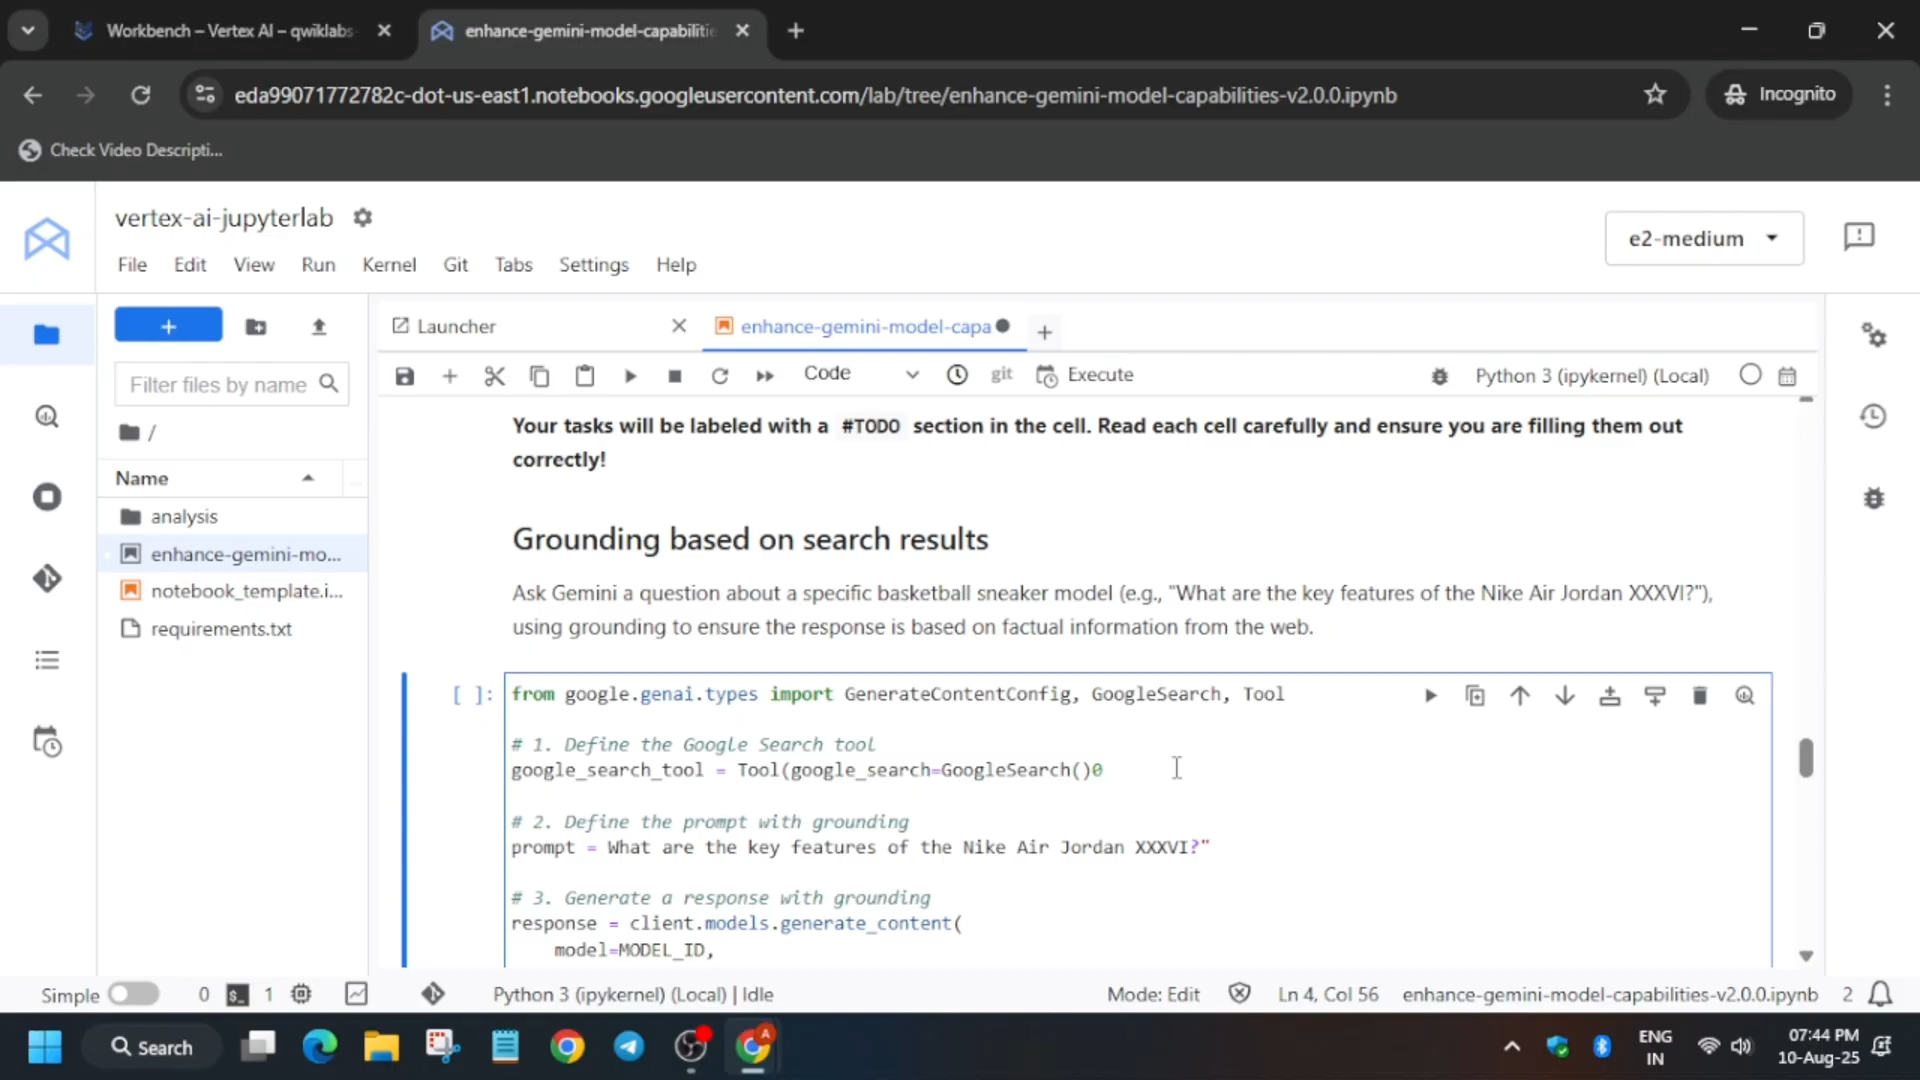 Workbench – Vertex AI – qwiklabs-
enhance-gemini-model-capabilitie
eda99071772782c-dot-us-east1.notebooks.googleusercontent.com/lab/tree/enhance-gemini-model-capabilities-v2.0.0.ipynb
Incognito
Check Video Descripti...
vertex-ai-jupyterlab
e2-medium
File Edit View Run Kernel Git Tabs Settings Help
Launcher
enhance-gemini-model-capa
Filter files by name
Code
git
Execute
Python 3 (ipykernel) (Local)
/
Name
analysis
enhance-gemini-mo...
notebook_template.i...
requirements.txt
Your tasks will be labeled with a #TODO section in the cell. Read each cell carefully and ensure you are filling them out
correctly!
Grounding based on search results
Ask Gemini a question about a specific basketball sneaker model (e.g., "What are the key features of the Nike Air Jordan XXXVI?"),
using grounding to ensure the response is based on factual information from the web.
[ ]:
from google.genai.types import GenerateContentConfig, GoogleSearch, Tool
# 1. Define the Google Search tool
google_search_tool = Tool(google_search=GoogleSearch()0
# 2. Define the prompt with grounding
prompt = What are the key features of the Nike Air Jordan XXXVI?"
# 3. Generate a response with grounding
response = client.models.generate_content(
model=MODEL_ID,
Simple
0
1
Python 3 (ipykernel) (Local) | Idle
Mode: Edit
Ln 4, Col 56
enhance-gemini-model-capabilities-v2.0.0.ipynb
2
Search
A
ENG
IN
07:44 PM
10-Aug-25